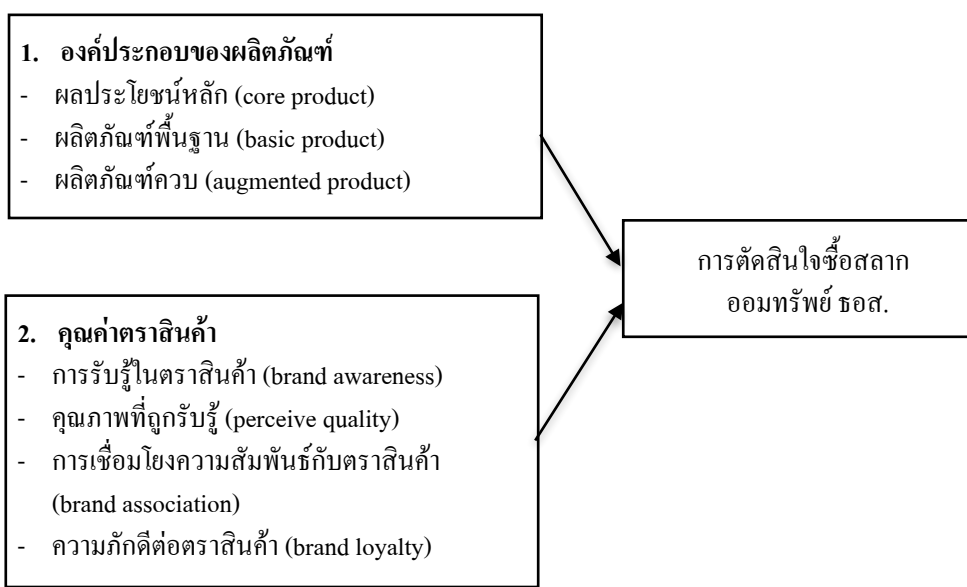 1. องค์ประกอบของผลิตภัณฑ์
- ผลประโยชน์หลัก (core product)
- ผลิตภัณฑ์พื้นฐาน (basic product)
- ผลิตภัณฑ์ควบ (augmented product)
การตัดสินใจซื้อสลาก
ออมทรัพย์ ธอส.
2. คุณค่าตราสินค้า
- การรับรู้ในตราสินค้า (brand awareness)
- คุณภาพที่ถูกรับรู้ (perceive quality)
- การเชื่อมโยงความสัมพันธ์กับตราสินค้า
(brand association)
- ความภักดีต่อตราสินค้า (brand loyalty)